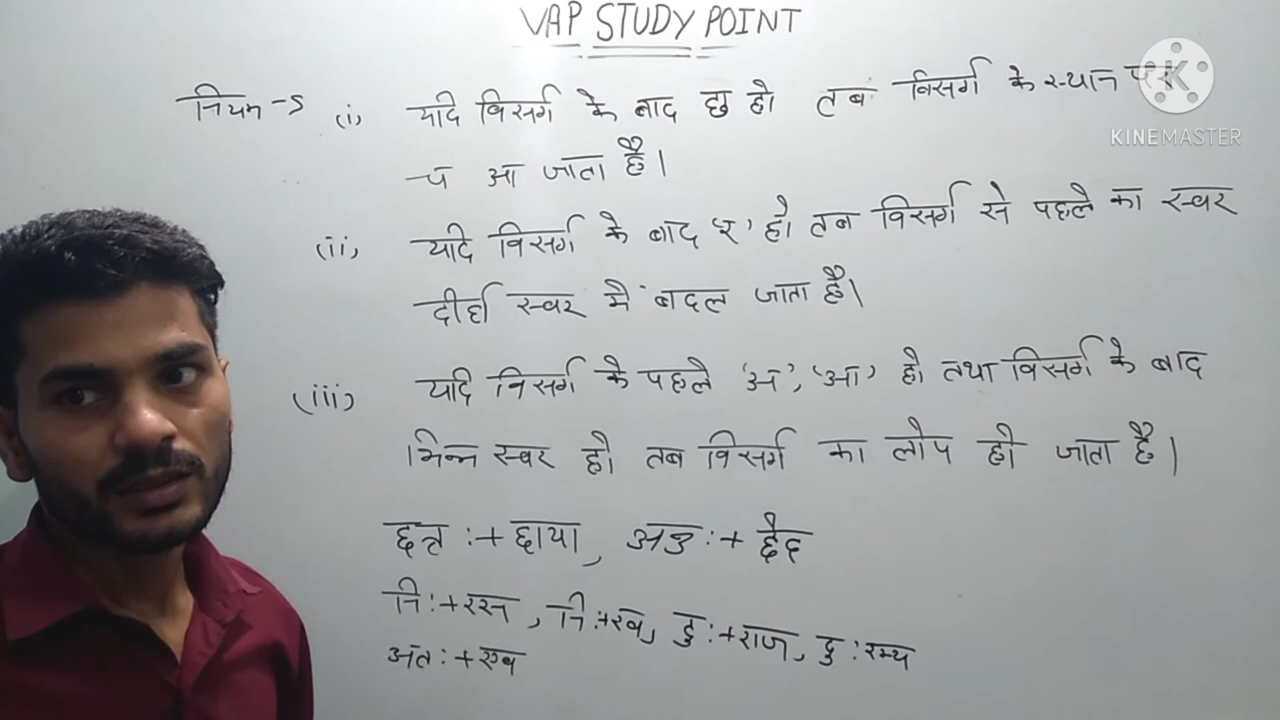 VAP STUDY POINT
नियम -5 (i) यदि विसर्ग के बाद छ हो तब विसर्ग के स्थान पर
च आ जाता है।
(ii) यदि विसर्ग के बाद 'र' हो तब विसर्ग से पहले का स्वर
दीर्घ स्वर में बदल जाता है।
(iii) यदि विसर्ग के पहले 'अ', 'आ' हो तथा विसर्ग के बाद
भिन्न स्वर हो तब विसर्ग का लोप हो जाता है।
छत्र :+ छाया, :+ छेद
नि :+ रस, नि :+ रव, दु :+ राज, दु : रम्य
अत : + एव
KINEMASTER